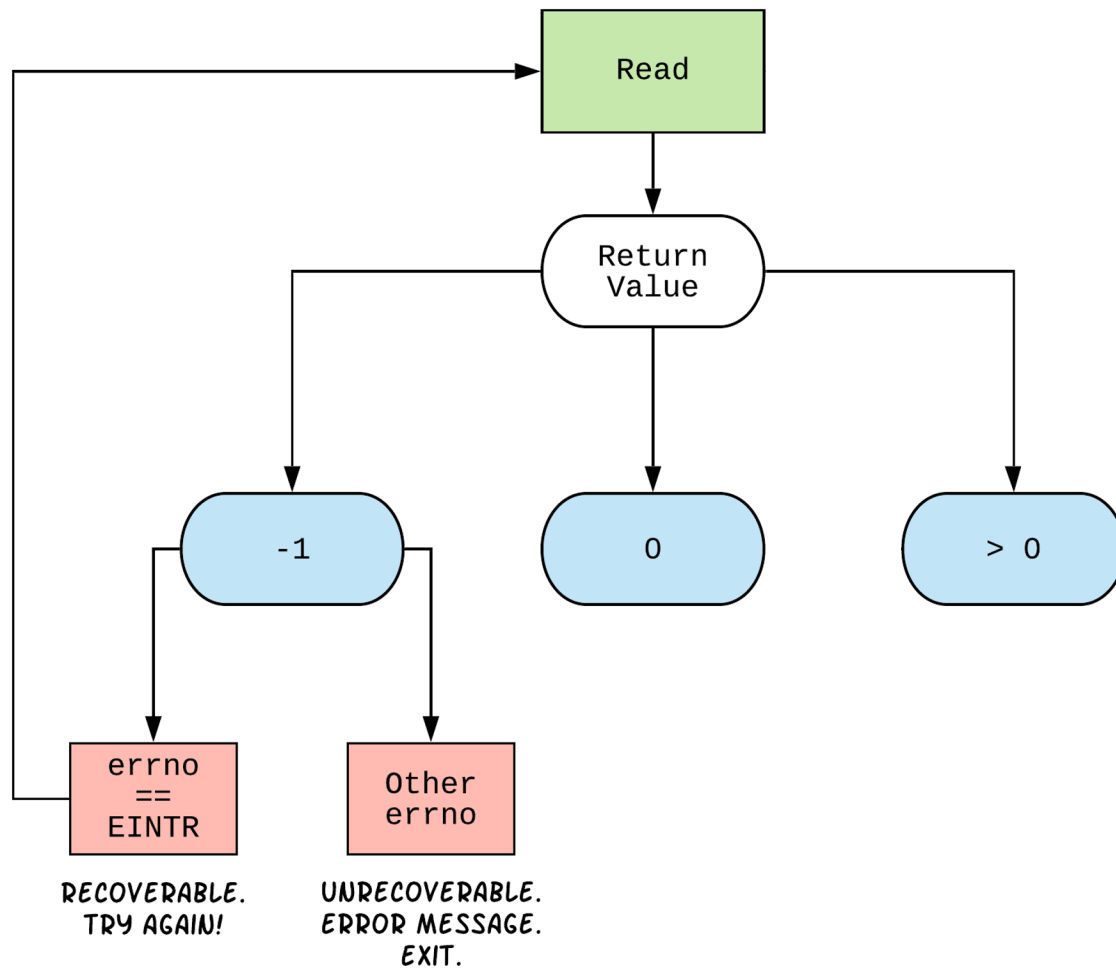 Read
Return
Value
-1
0
> 0
errno
==
EINTR
Other
errno
RECOVERABLE.
TRY AGAIN!
UNRECOVERABLE.
ERROR MESSAGE.
EXIT.